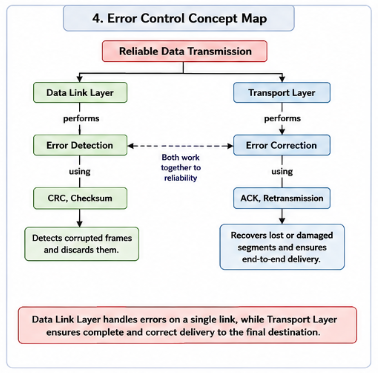 4. Error Control Concept Map
Reliable Data Transmission
Data Link Layer
Transport Layer
performs
performs
Error Detection
Error Correction
Both work
together to
reliability
using
using
CRC, Checksum
ACK, Retransmission
Detects corrupted frames
and discards them.
Recovers lost or damaged
segments and ensures
end-to-end delivery.
Data Link Layer handles errors on a single link, while Transport Layer
ensures complete and correct delivery to the final destination.